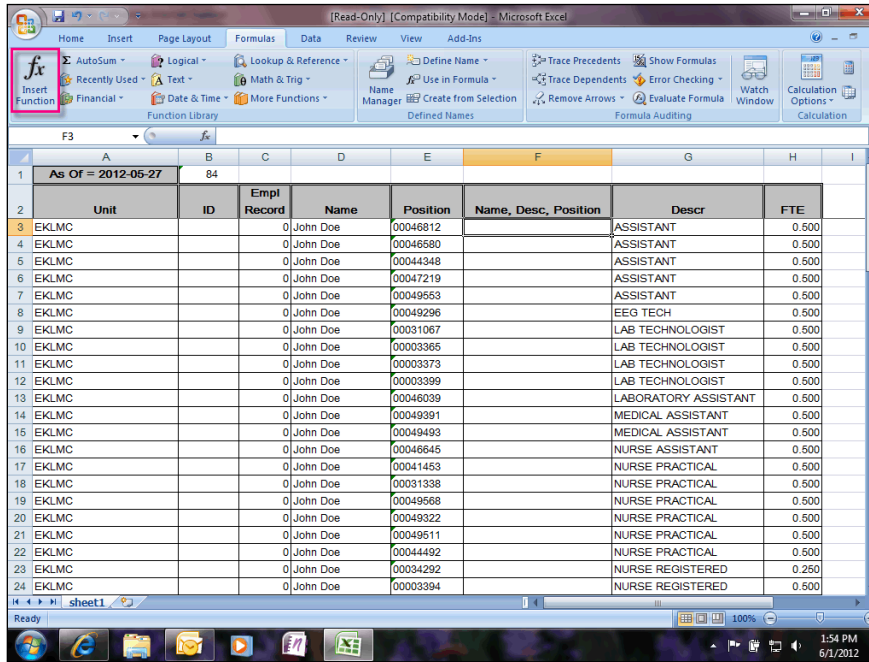 [Read-Only] [Compatibility Mode] - Microsoft Excel
Home Insert Page Layout Formulas Data Review View Add-Ins
fx Insert Function
Σ AutoSum Logical Lookup & Reference
Recently Used Text Math & Trig
Financial Date & Time More Functions
Function Library
Name Manager
Define Name
Use in Formula
Create from Selection
Defined Names
Trace Precedents Show Formulas
Trace Dependents Error Checking
Remove Arrows Evaluate Formula
Watch Window
Formula Auditing
Calculation Options
Calculation
F3 fx
A B C D E F G H I
1 As Of = 2012-05-27 84
2 Unit ID Empl Record Name Position Name, Desc, Position Descr FTE
3 EKLMC 0 John Doe 00046812 ASSISTANT 0.500
4 EKLMC 0 John Doe 00046580 ASSISTANT 0.500
5 EKLMC 0 John Doe 00044348 ASSISTANT 0.500
6 EKLMC 0 John Doe 00047219 ASSISTANT 0.500
7 EKLMC 0 John Doe 00049553 ASSISTANT 0.500
8 EKLMC 0 John Doe 00049296 EEG TECH 0.500
9 EKLMC 0 John Doe 00031067 LAB TECHNOLOGIST 0.500
10 EKLMC 0 John Doe 00003365 LAB TECHNOLOGIST 0.500
11 EKLMC 0 John Doe 00003373 LAB TECHNOLOGIST 0.500
12 EKLMC 0 John Doe 00003399 LAB TECHNOLOGIST 0.500
13 EKLMC 0 John Doe 00046039 LABORATORY ASSISTANT 0.500
14 EKLMC 0 John Doe 00049391 MEDICAL ASSISTANT 0.500
15 EKLMC 0 John Doe 00049493 MEDICAL ASSISTANT 0.500
16 EKLMC 0 John Doe 00046645 NURSE ASSISTANT 0.500
17 EKLMC 0 John Doe 00041453 NURSE PRACTICAL 0.500
18 EKLMC 0 John Doe 00031338 NURSE PRACTICAL 0.500
19 EKLMC 0 John Doe 00049568 NURSE PRACTICAL 0.500
20 EKLMC 0 John Doe 00049322 NURSE PRACTICAL 0.500
21 EKLMC 0 John Doe 00049511 NURSE PRACTICAL 0.500
22 EKLMC 0 John Doe 00044492 NURSE PRACTICAL 0.500
23 EKLMC 0 John Doe 00034292 NURSE REGISTERED 0.250
24 EKLMC 0 John Doe 00003394 NURSE REGISTERED 0.500
sheet1
Ready 100%
1:54 PM
6/1/2012